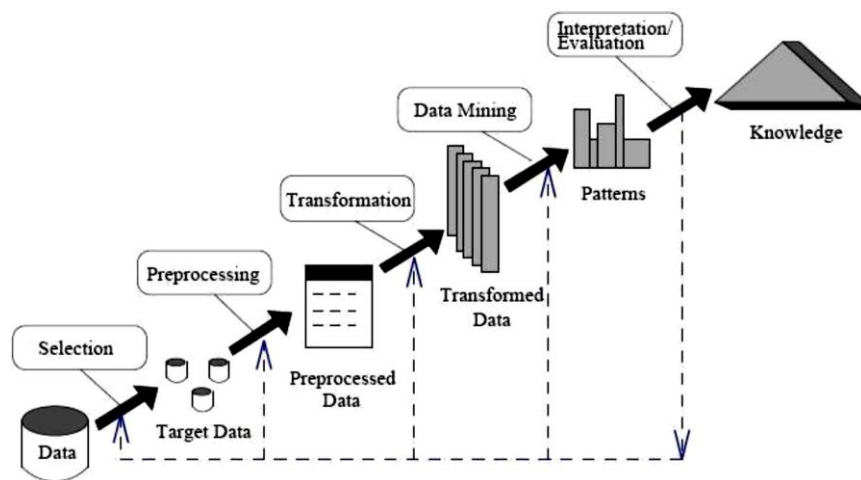 Interpretation/
Evaluation
Data Mining
Knowledge
Transformation
Patterns
Preprocessing
Transformed
Data
Selection
Preprocessed
Data
Target Data
Data